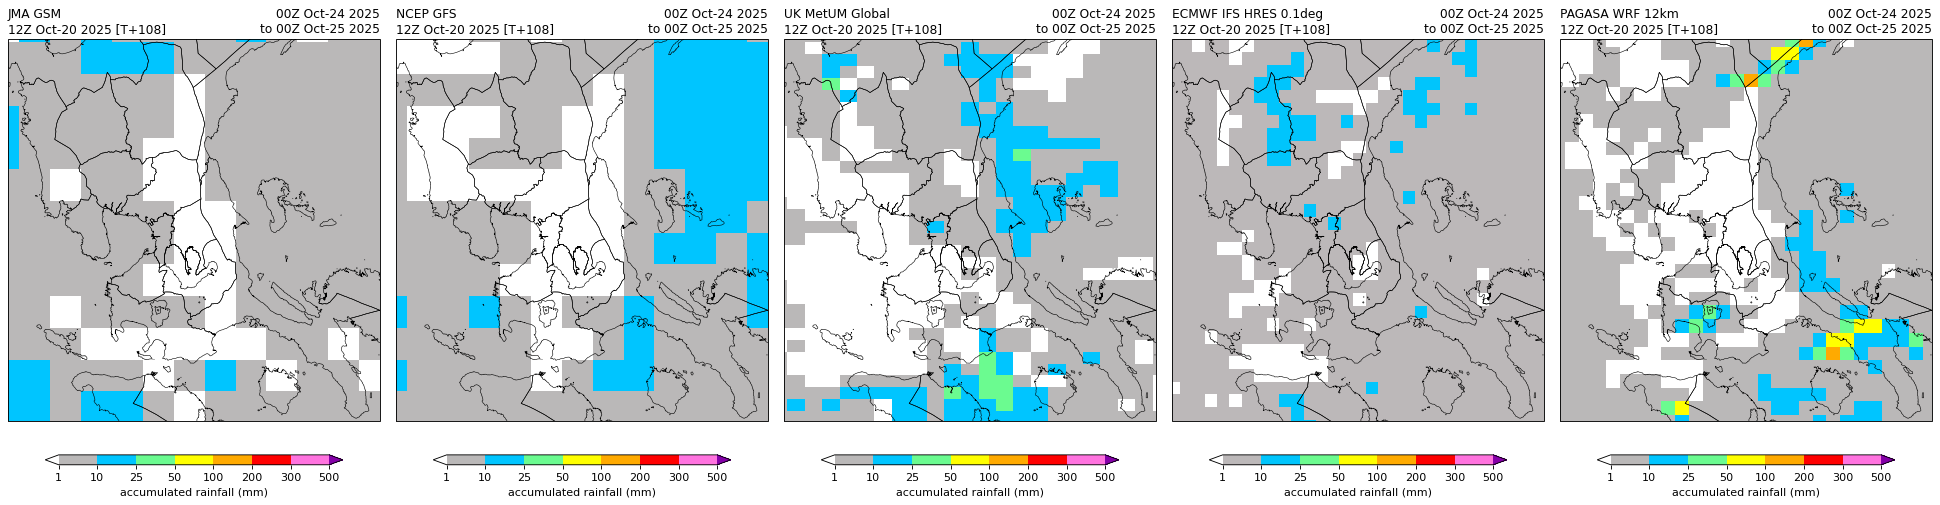 JMA GSM 00Z Oct-24 2025
12Z Oct-20 2025 [T+108] to 00Z Oct-25 2025
1 10 25 50 100 200 300 500
accumulated rainfall (mm)
NCEP GFS 00Z Oct-24 2025
12Z Oct-20 2025 [T+108] to 00Z Oct-25 2025
1 10 25 50 100 200 300 500
accumulated rainfall (mm)
UK MetUM Global 00Z Oct-24 2025
12Z Oct-20 2025 [T+108] to 00Z Oct-25 2025
1 10 25 50 100 200 300 500
accumulated rainfall (mm)
ECMWF IFS HRES 0.1deg 00Z Oct-24 2025
12Z Oct-20 2025 [T+108] to 00Z Oct-25 2025
1 10 25 50 100 200 300 500
accumulated rainfall (mm)
PAGASA WRF 12km 00Z Oct-24 2025
12Z Oct-20 2025 [T+108] to 00Z Oct-25 2025
1 10 25 50 100 200 300 500
accumulated rainfall (mm)